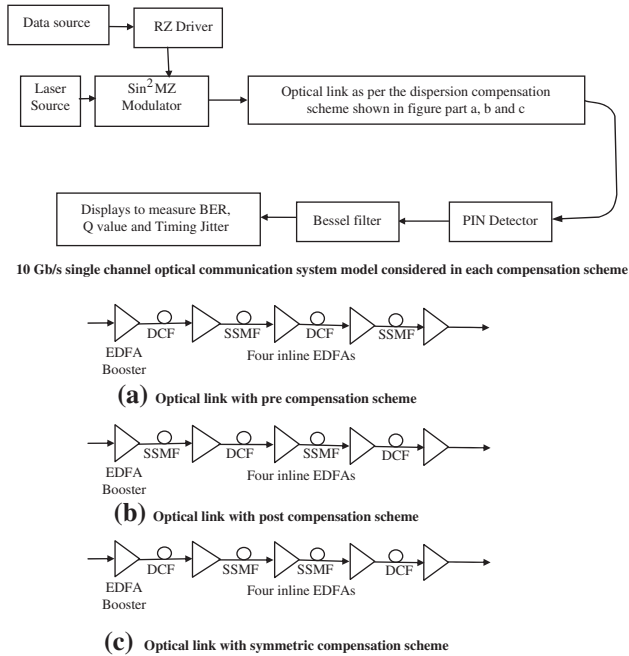 Data source
RZ Driver
Laser
Source
Sin² MZ
Modulator
Optical link as per the dispersion compensation
scheme shown in figure part a, b and c
Displays to measure BER,
Q value and Timing Jitter
Bessel filter
PIN Detector
10 Gb/s single channel optical communication system model considered in each compensation scheme
DCF SSMF DCF SSMF
EDFA
Booster
Four inline EDFAs
(a) Optical link with pre compensation scheme
SSMF DCF SSMF DCF
EDFA
Booster
Four inline EDFAs
(b) Optical link with post compensation scheme
DCF SSMF SSMF DCF
EDFA
Booster
Four inline EDFAs
(c) Optical link with symmetric compensation scheme